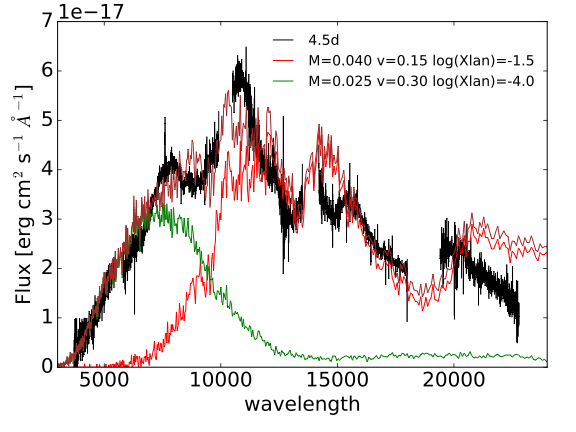 1e−17
7
6
5
4
3
2
1
0
Flux [erg cm² s⁻¹ Å⁻¹]
4.5d
M=0.040 v=0.15 log(Xlan)=-1.5
M=0.025 v=0.30 log(Xlan)=-4.0
5000 10000 15000 20000
wavelength